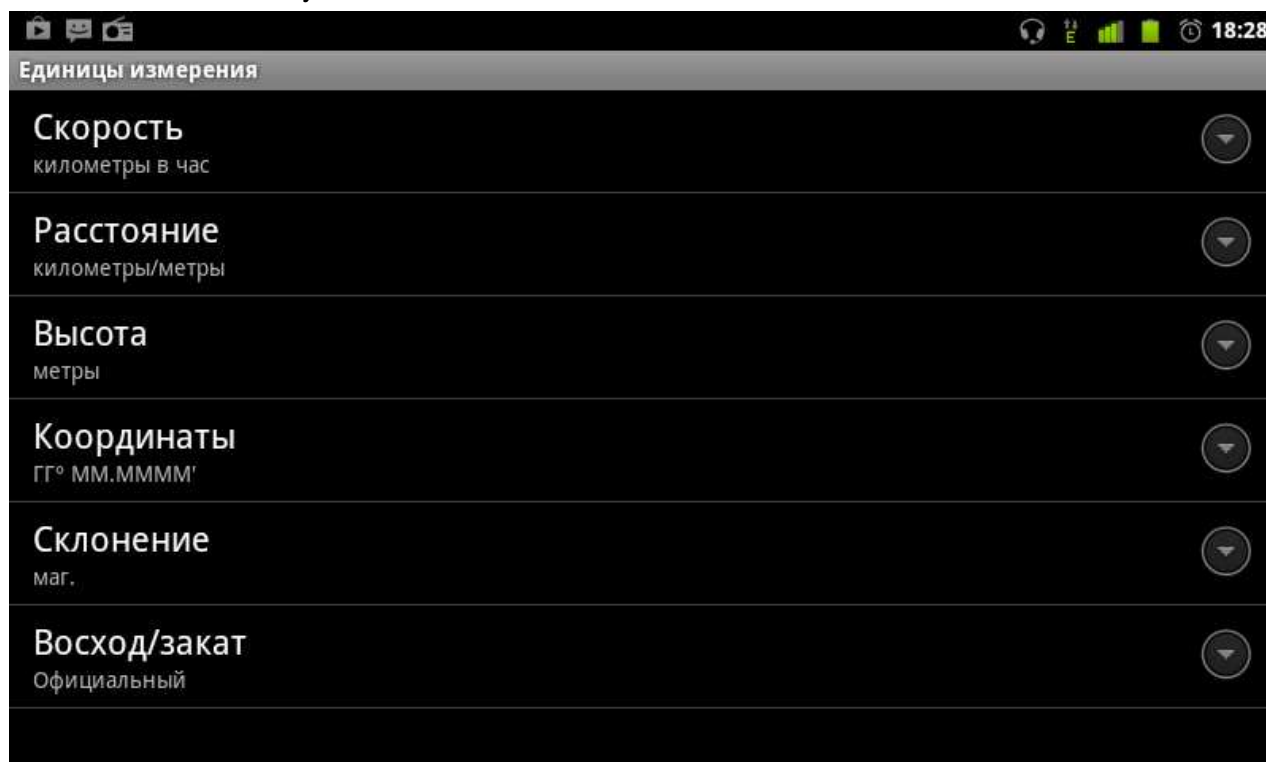 E 18:28
Единицы измерения
Скорость
километры в час
Расстояние
километры/метры
Высота
метры
Координаты
ГГº ММ.ММММ'
Склонение
маг.
Восход/закат
Официальный